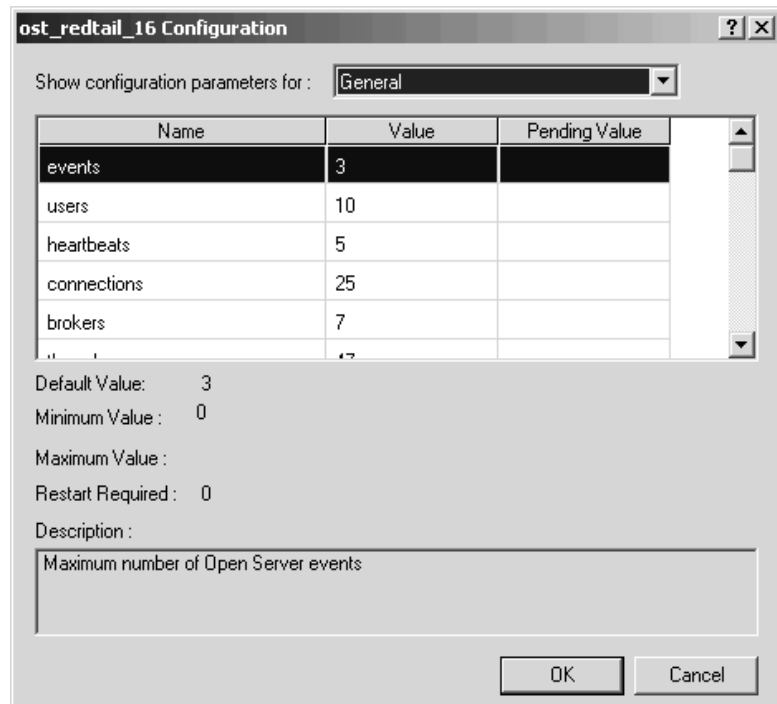 ost_redtail_16 Configuration
Show configuration parameters for : General
Name Value Pending Value
events 3
users 10
heartbeats 5
connections 25
brokers 7
Default Value: 3
Minimum Value : 0
Maximum Value :
Restart Required : 0
Description :
Maximum number of Open Server events
OK Cancel